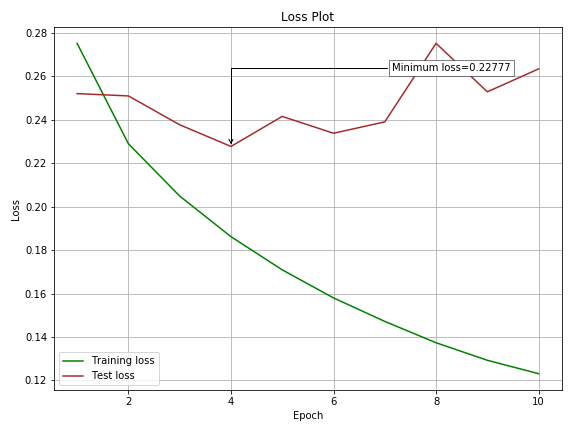 Loss Plot
0.28
0.26
0.24
0.22
0.20
0.18
0.16
0.14
0.12
Loss
Minimum loss=0.22777
Training loss
Test loss
2
4
6
8
10
Epoch